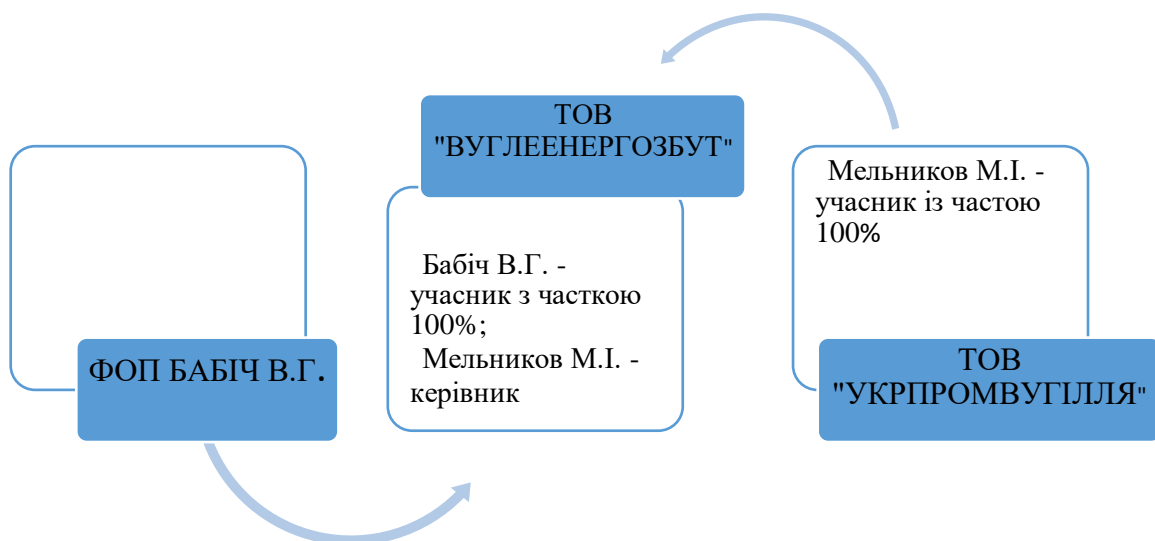 ФОП БАБІЧ В.Г.
ТОВ
"ВУГЛЕЕНЕРГОЗБУТ"
Бабіч В.Г. -
учасник з часткою
100%;
Мельников М.І. -
керівник
Мельников М.І. -
учасник із частою
100%
ТОВ
"УКРПРОМВУГІЛЛЯ"